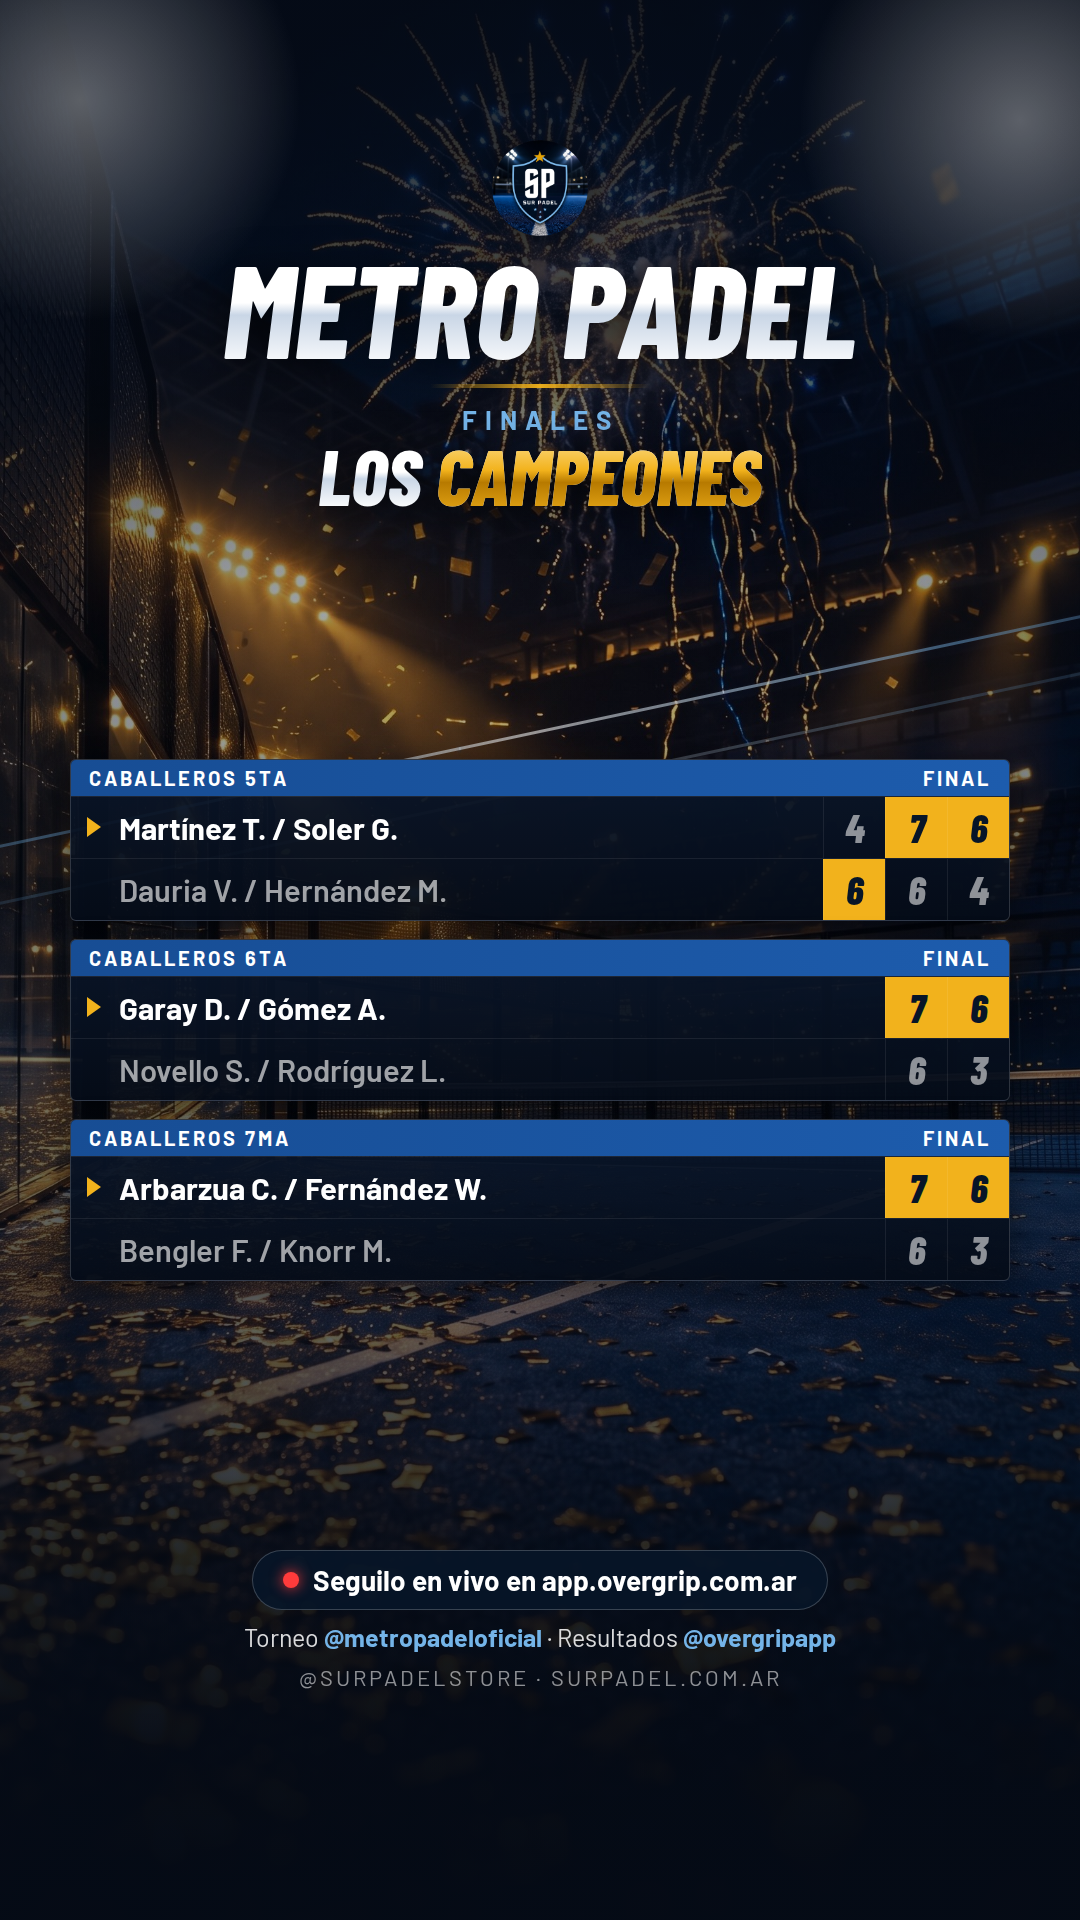 SP
SUR PADEL
METRO PADEL
FINALES
LOS CAMPEONES
CABALLEROS 5TA FINAL
Martínez T. / Soler G. 4 7 6
Dauria V. / Hernández M. 6 6 4
CABALLEROS 6TA FINAL
Garay D. / Gómez A. 7 6
Novello S. / Rodríguez L. 6 3
CABALLEROS 7MA FINAL
Arbarzua C. / Fernández W. 7 6
Bengler F. / Knorr M. 6 3
Seguilo en vivo en app.overgrip.com.ar
Torneo @metropadeloficial · Resultados @overgripapp
@SURPADELSTORE · SURPADEL.COM.AR